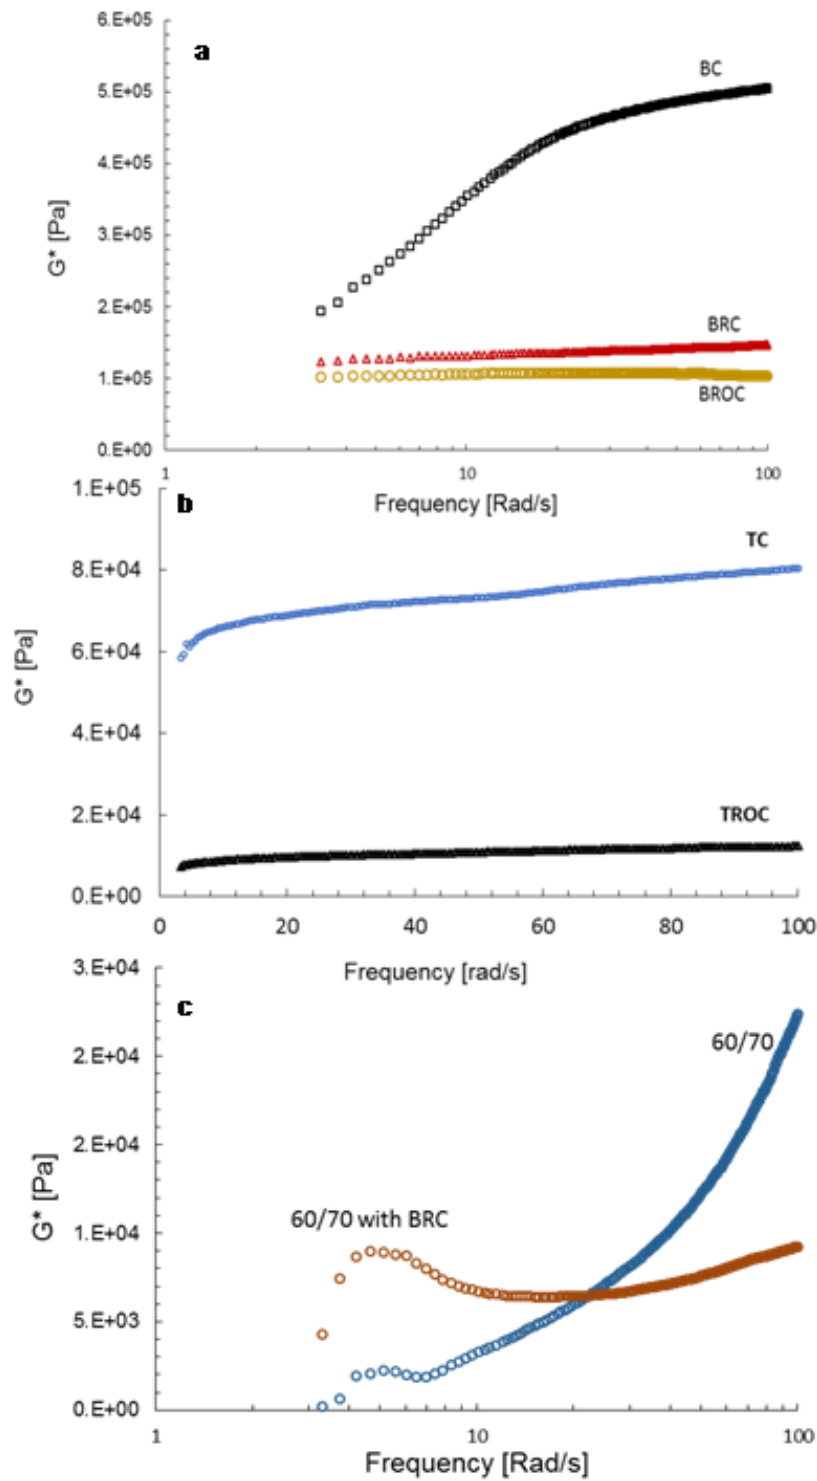 a
6.E+05
5.E+05
4.E+05
3.E+05
2.E+05
1.E+05
0.E+00
G* [Pa]
BC
BRC
BROC
1
10
100
Frequency [Rad/s]
b
1.E+05
8.E+04
6.E+04
4.E+04
2.E+04
0.E+00
G* [Pa]
TC
TROC
0
20
40
60
80
100
Frequency [rad/s]
c
3.E+04
2.E+04
2.E+04
1.E+04
5.E+03
0.E+00
G* [Pa]
60/70
60/70 with BRC
1
10
100
Frequency [Rad/s]